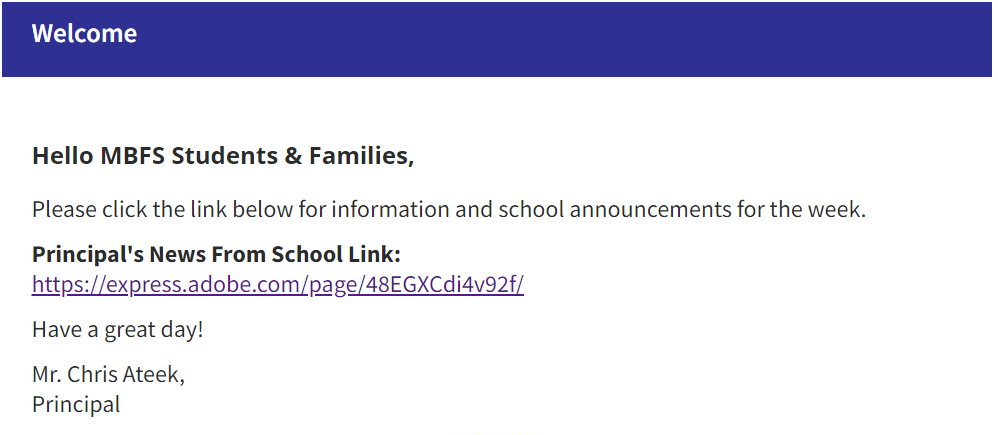 Welcome
Hello MBFS Students & Families,
Please click the link below for information and school announcements for the week.
Principal's News From School Link:
https://express.adobe.com/page/48EGXCdi4v92f/
Have a great day!
Mr. Chris Ateek,
Principal